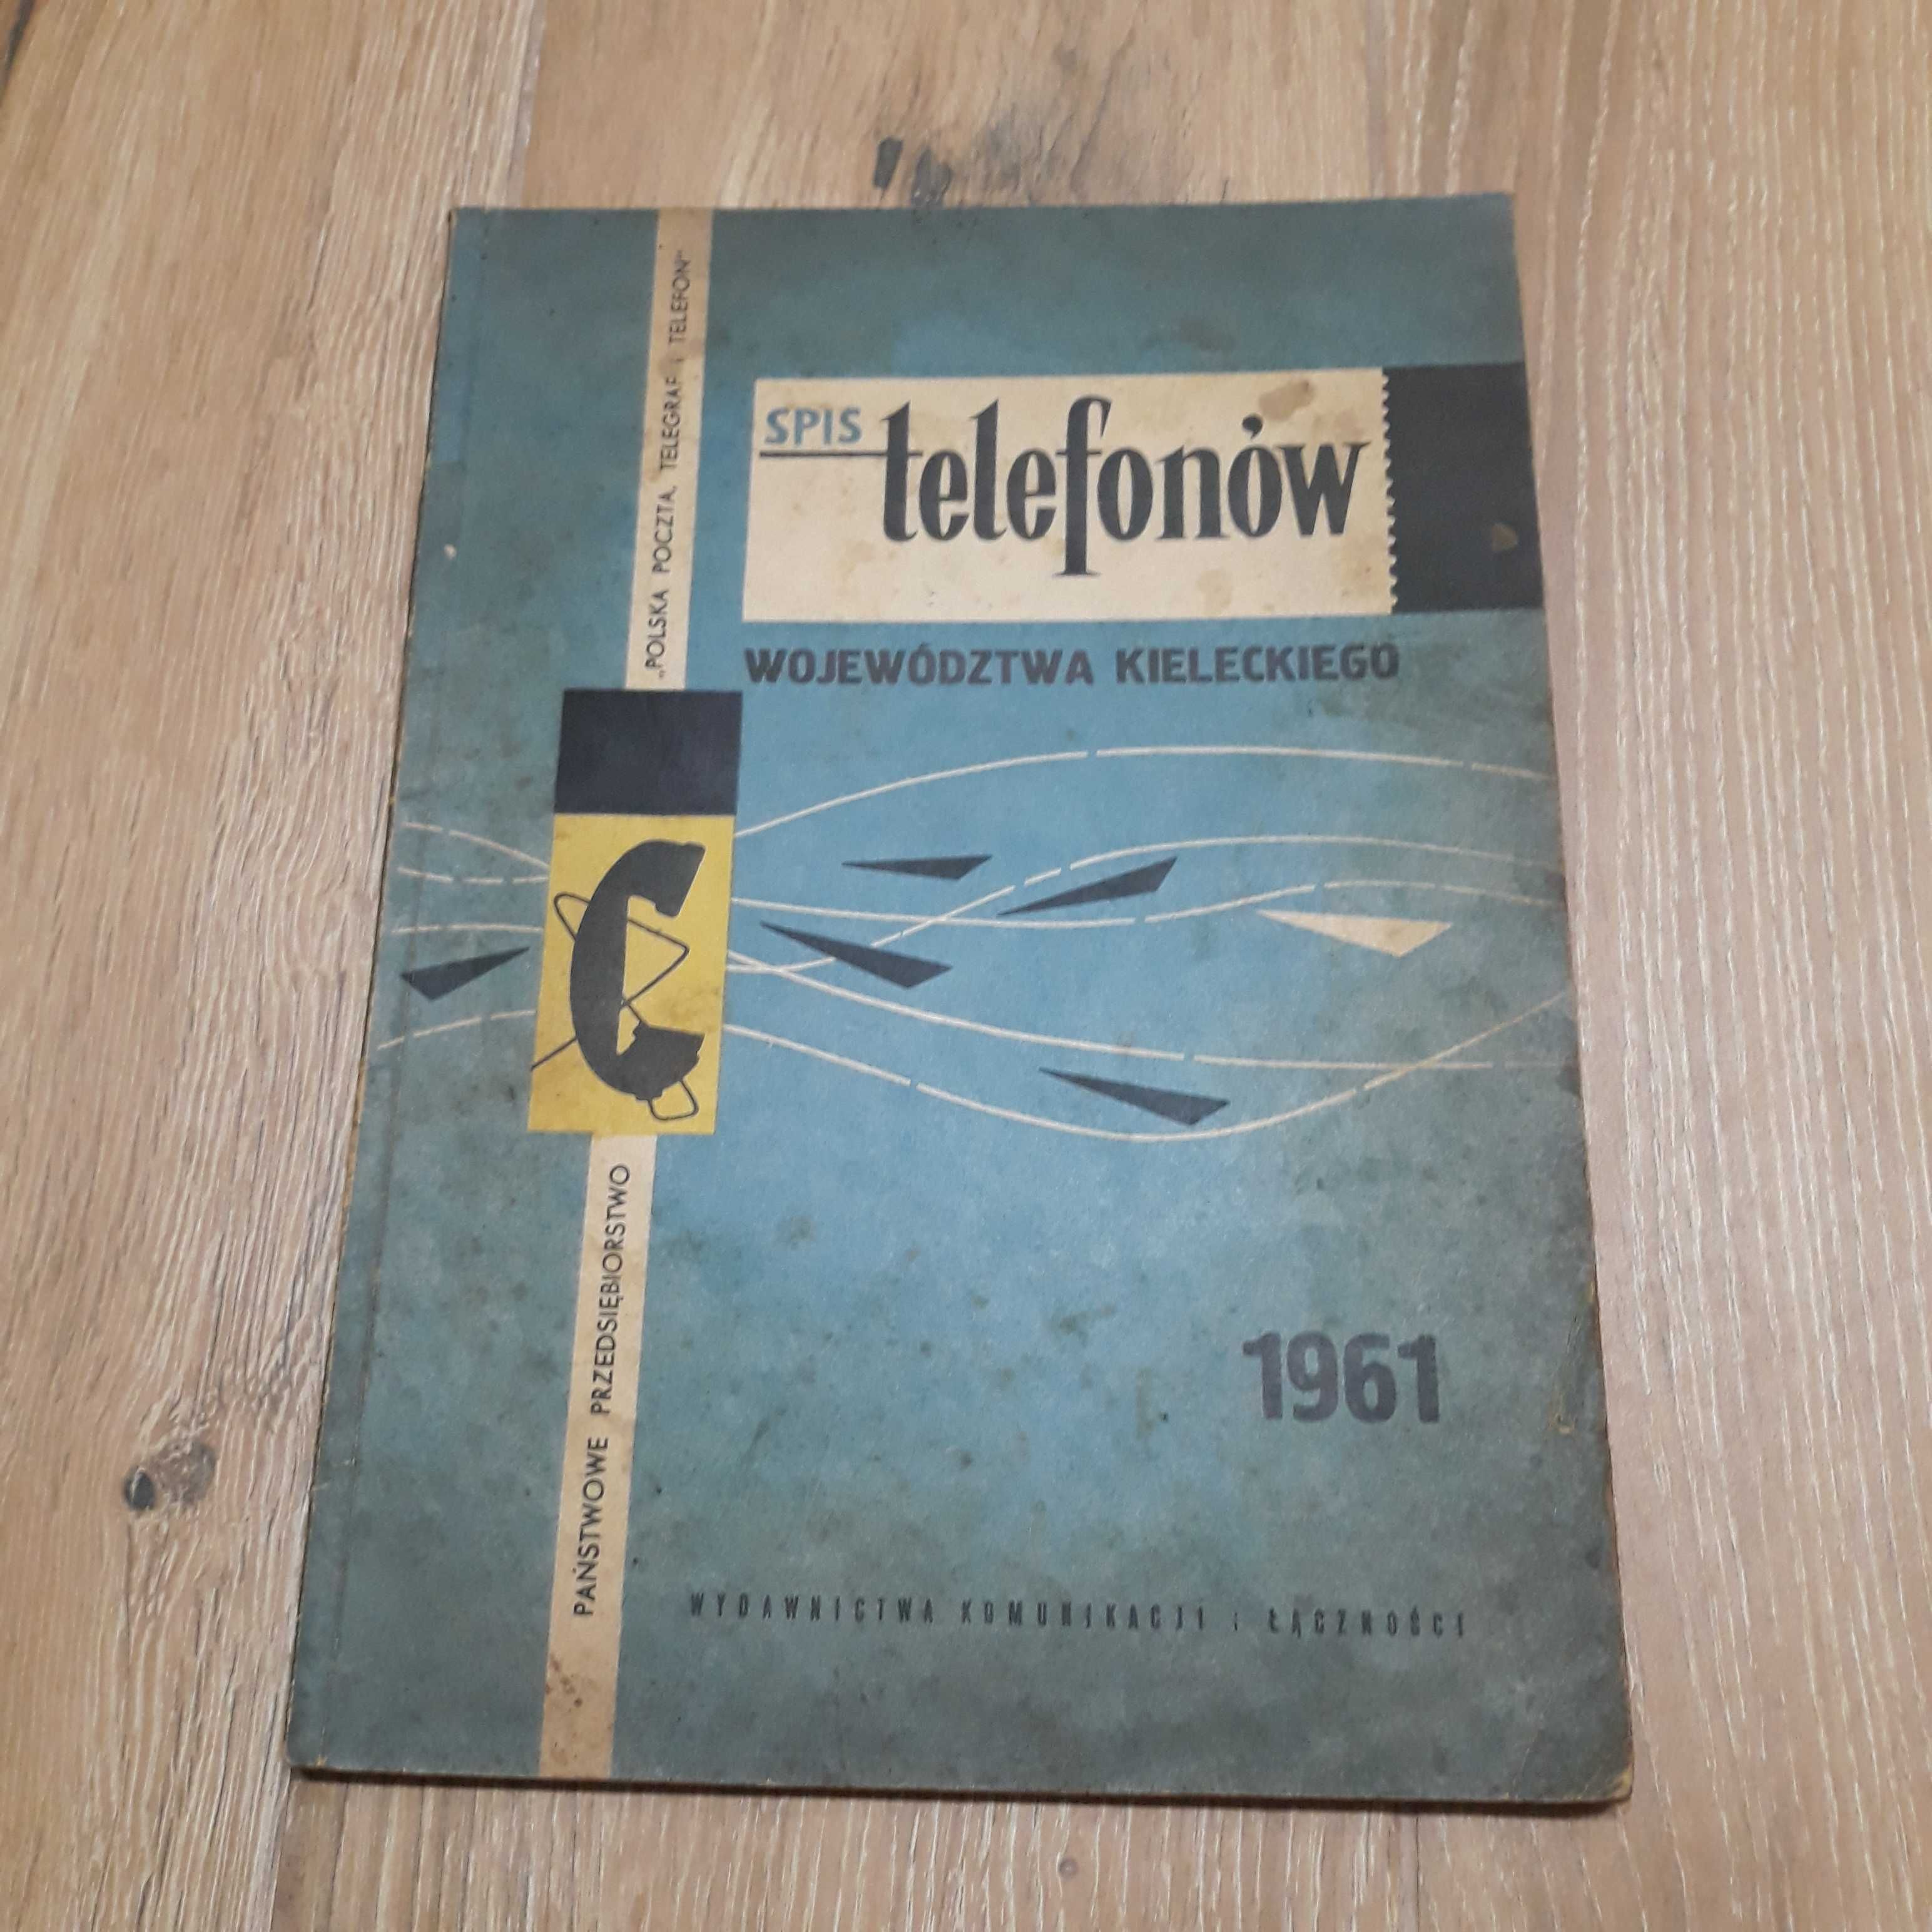 SPIS
telefonów
WOJEWÓDZTWA KIELECKIEGO
PAŃSTWOWE PRZEDSIĘBIORSTWO
„POLSKA POCZTA, TELEGRAF i TELEFON”
1961
WYDAWNICTWA KOMUNIKACJI i ŁĄCZNOŚCI